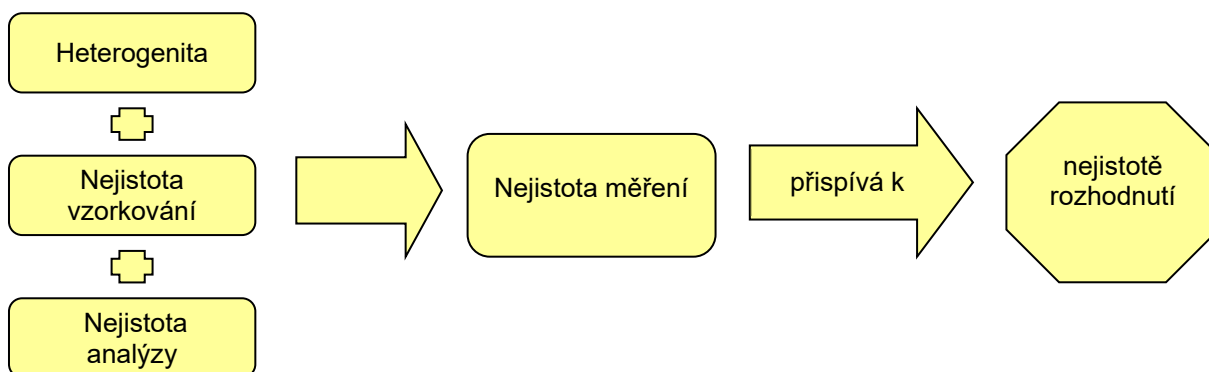 Heterogenita
Nejistota
vzorkování
Nejistota
analýzy
Nejistota měření
přispívá k
nejistotě
rozhodnutí